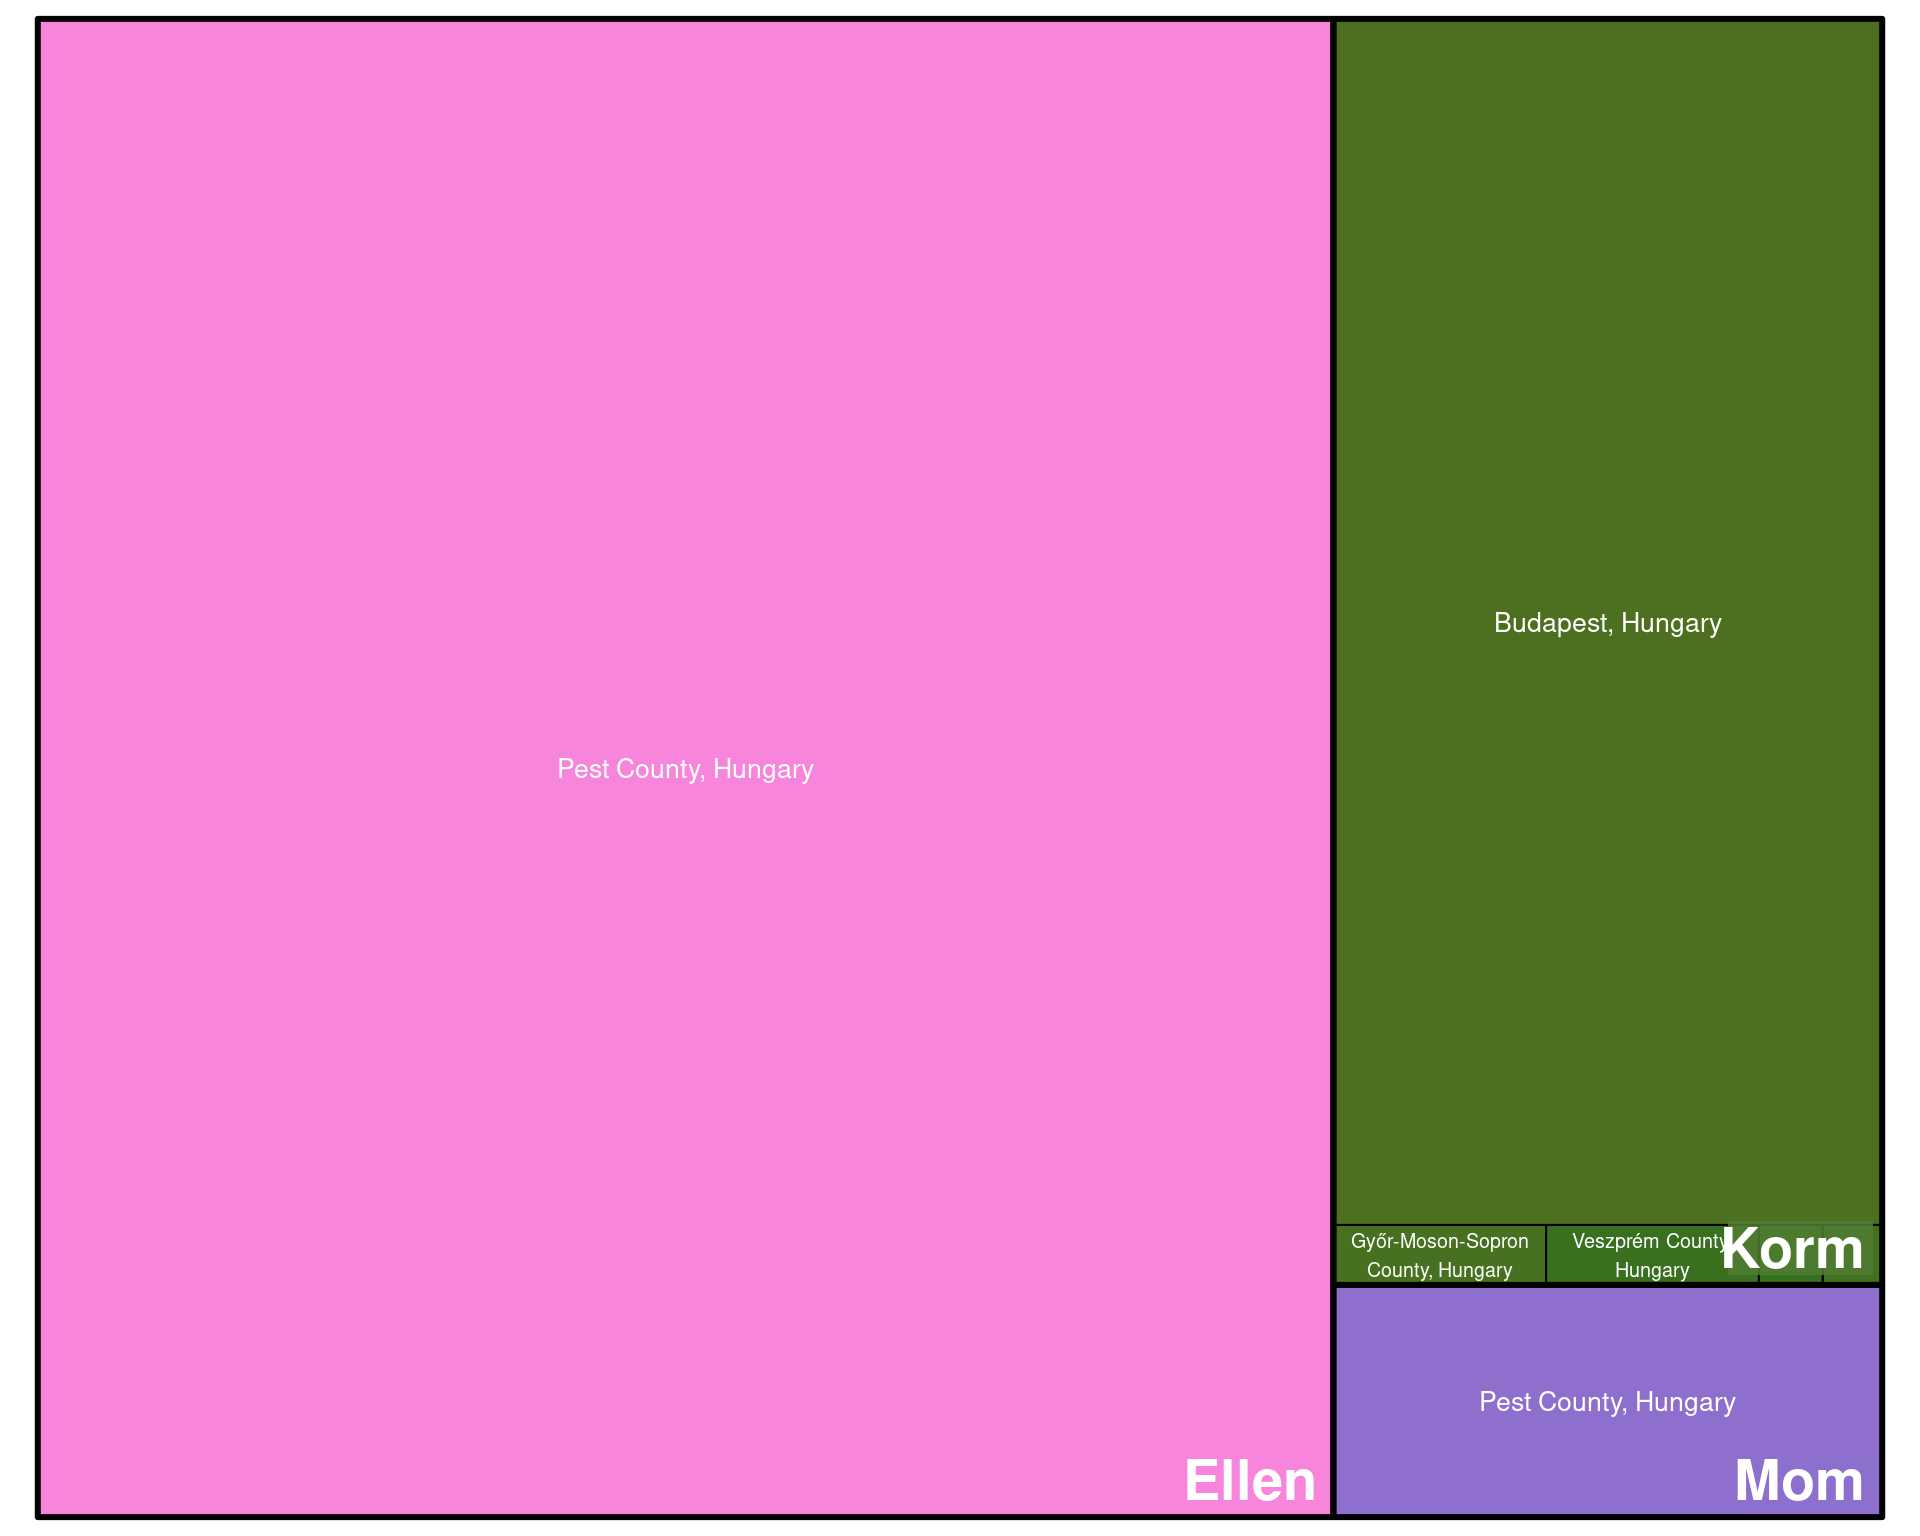 Pest County, Hungary
Ellen
Budapest, Hungary
Győr-Moson-Sopron
County, Hungary
Veszprém County
Hungary
Korm
Pest County, Hungary
Mom